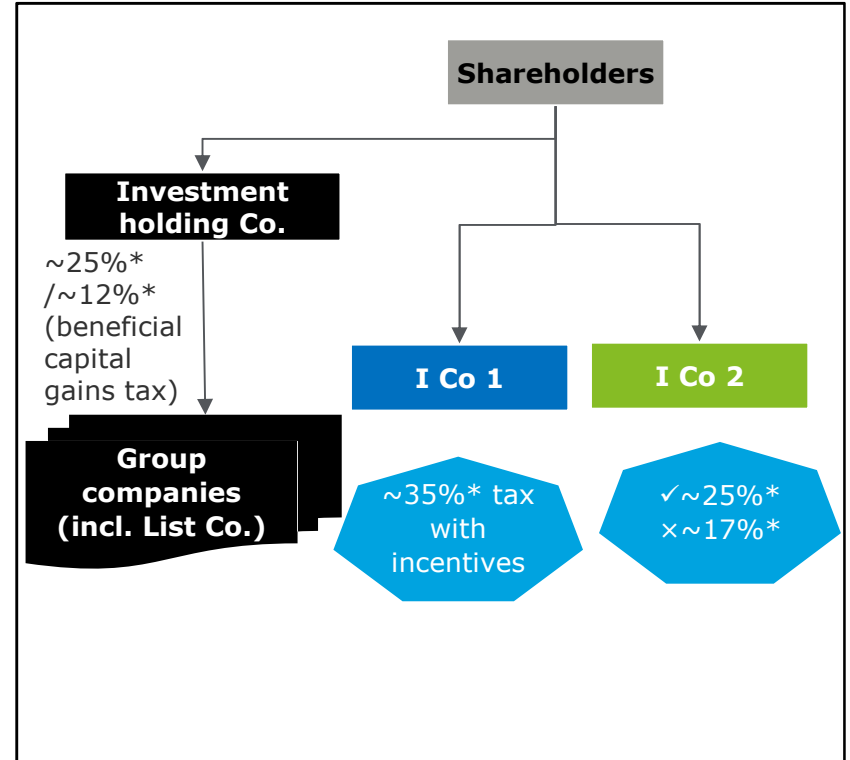 Shareholders
Investment
holding Co.
~25%*
/~12%*
(beneficial
capital
gains tax)
I Co 1
I Co 2
Group
companies
(incl. List Co.)
~35%* tax
with
incentives
✓~25%*
×~17%*